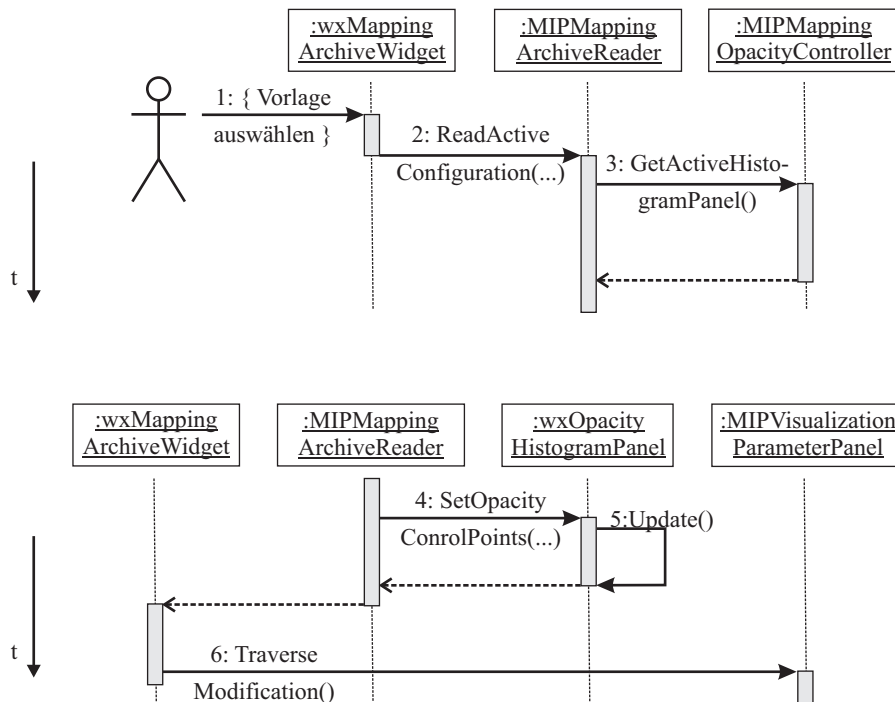 :wxMapping
ArchiveWidget
:MIPMapping
ArchiveReader
:MIPMapping
OpacityController
1: { Vorlage
auswählen }
2: ReadActive
Configuration(...)
3: GetActiveHisto-
gramPanel()
t
:wxMapping
ArchiveWidget
:MIPMapping
ArchiveReader
:wxOpacity
HistogramPanel
:MIPVisualization
ParameterPanel
4: SetOpacity
ConrolPoints(...)
5:Update()
t
6: Traverse
Modification()